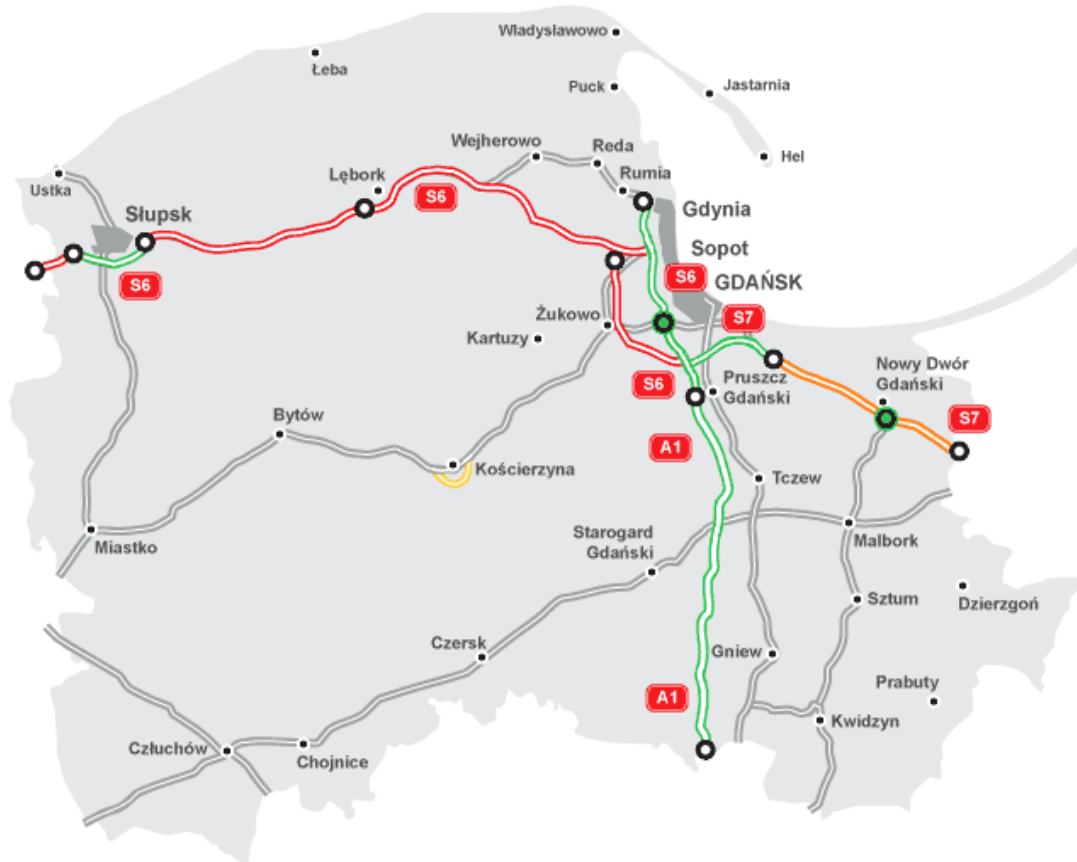 Wladyslawowo
Łeba
Puck
Jastarnia
Wejherowo
Reda
Hel
Rumia
Lębork
Ustka
S6
Słupsk
Gdynia
Sopot
S6
GDAŃSK
S6
Żukowo
S7
Kartuzy
Nowy Dwór
Gdański
S6
Pruszcz
Gdański
Bytów
S7
A1
Kościerzyna
Tczew
Starogard
Gdański
Miastko
Malbork
Sztum
Dzierzgoń
Czersk
Gniew
Prabuty
A1
Kwidzyn
Człuchów
Chojnice